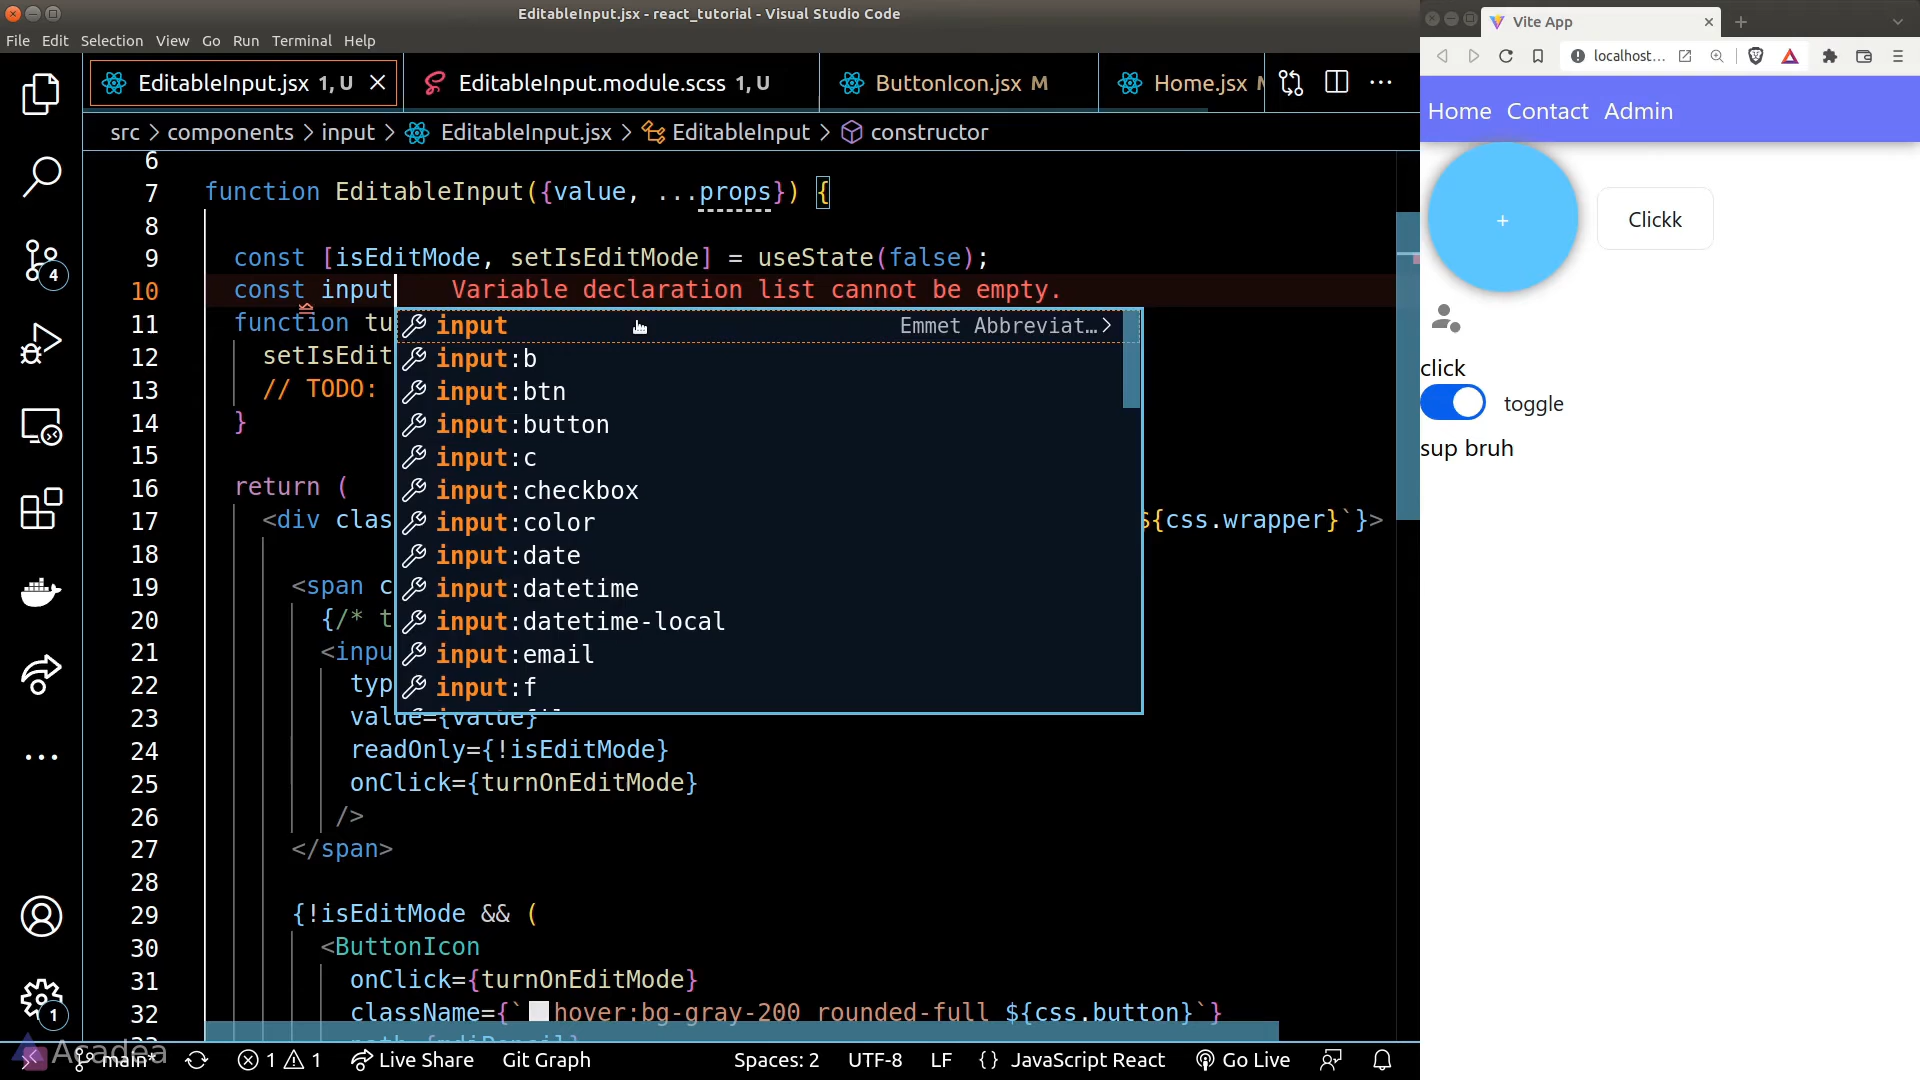 EditableInput.jsx - react_tutorial - Visual Studio Code
File Edit Selection View Go Run Terminal Help
EditableInput.jsx 1, U
EditableInput.module.scss 1, U
ButtonIcon.jsx M
Home.jsx
src > components > input > EditableInput.jsx > EditableInput > constructor
6
7 function EditableInput({value, ...props}) {
8
9 const [isEditMode, setIsEditMode] = useState(false);
10 const input Variable declaration list cannot be empty.
11 function tu
12 setIsEdit
13 // TODO:
14 }
15
16 return (
17 <div clas ${css.wrapper}`}>
18
19 <span c
20 {/* t
21 <inpu
22 typ
23 value={value}
24 readOnly={!isEditMode}
25 onClick={turnOnEditMode}
26 />
27 </span>
28
29 {!isEditMode && (
30 <ButtonIcon
31 onClick={turnOnEditMode}
32 className={`hover:bg-gray-200 rounded-full ${css.button}`}
input Emmet Abbreviat…>
input:b
input:btn
input:button
input:c
input:checkbox
input:color
input:date
input:datetime
input:datetime-local
input:email
input:f
4
1
Acadea
main*
1 1
Live Share
Git Graph
Spaces: 2
UTF-8
LF
{} JavaScript React
Go Live
Vite App
localhost…
Home Contact Admin
+
Clickk
click
toggle
sup bruh